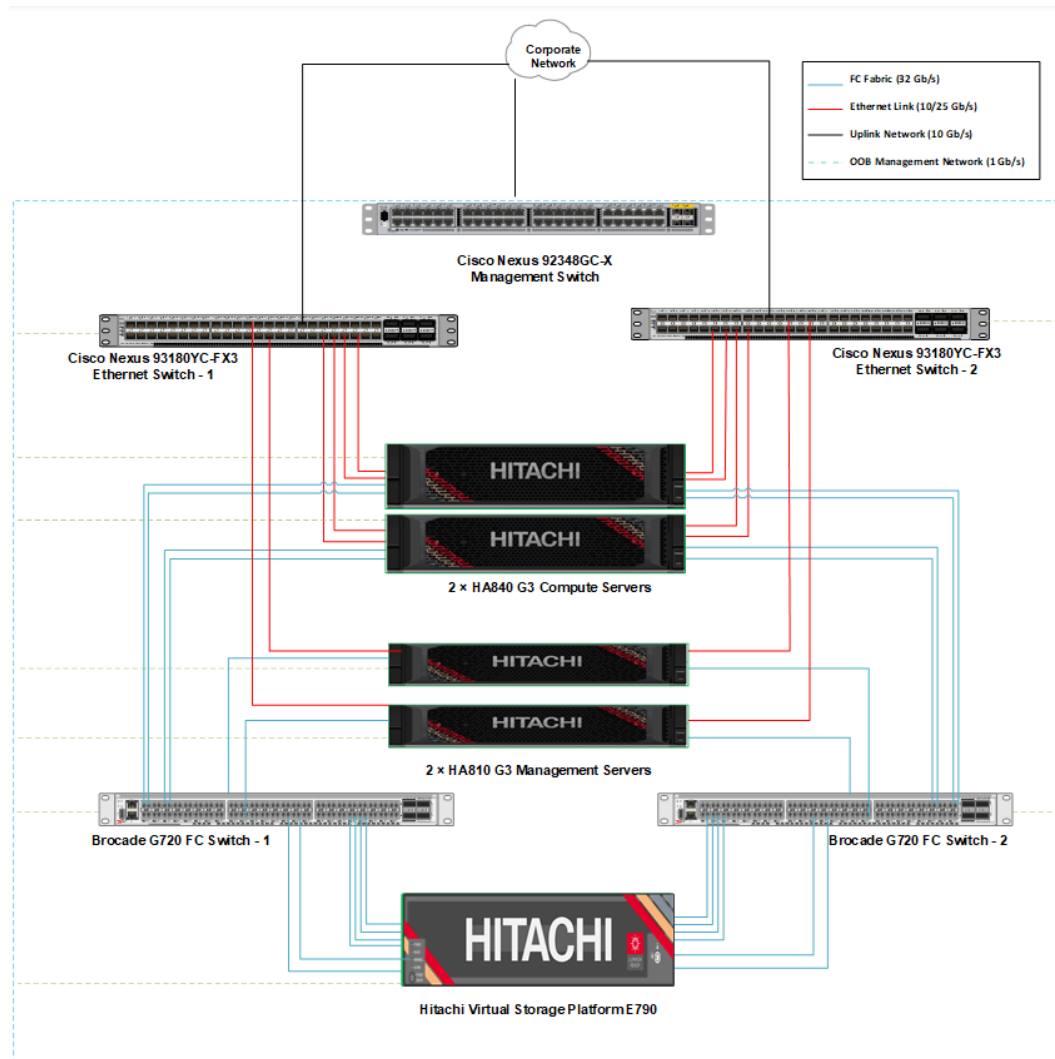 Corporate
Network
FC Fabric (32 Gb/s)
Ethernet Link (10/25 Gb/s)
Uplink Network (10 Gb/s)
OOB Management Network (1 Gb/s)
Cisco Nexus 92348GC-X
Management Switch
Cisco Nexus 93180YC-FX3
Ethernet Switch - 1
Cisco Nexus 93180YC-FX3
Ethernet Switch - 2
HITACHI
HITACHI
2 × HA840 G3 Compute Servers
HITACHI
HITACHI
2 × HA810 G3 Management Servers
Brocade G720 FC Switch - 1
Brocade G720 FC Switch - 2
HITACHI
Hitachi Virtual Storage Platform E790